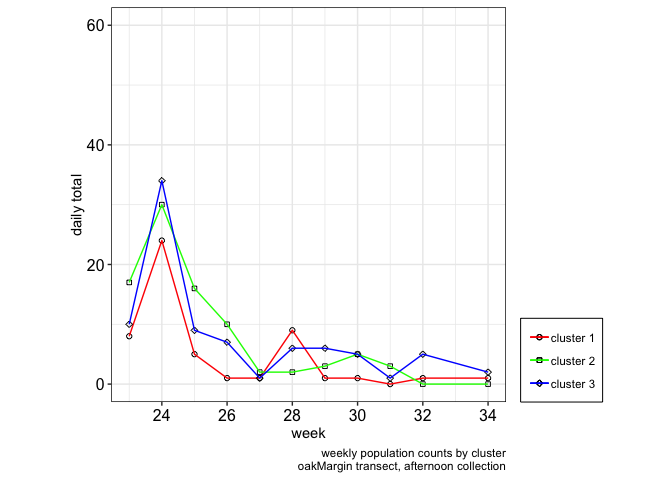 60
40
20
0
daily total
24 26 28 30 32 34
week
cluster 1
cluster 2
cluster 3
weekly population counts by cluster
oakMargin transect, afternoon collection